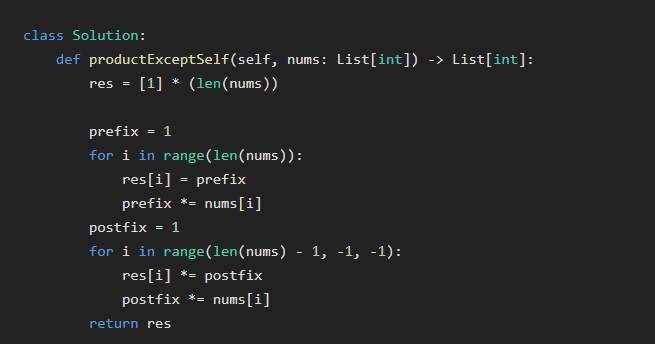 class Solution:
    def productExceptSelf(self, nums: List[int]) -> List[int]:
        res = [1] * (len(nums))

        prefix = 1
        for i in range(len(nums)):
            res[i] = prefix
            prefix *= nums[i]
        postfix = 1
        for i in range(len(nums) - 1, -1, -1):
            res[i] *= postfix
            postfix *= nums[i]
        return res